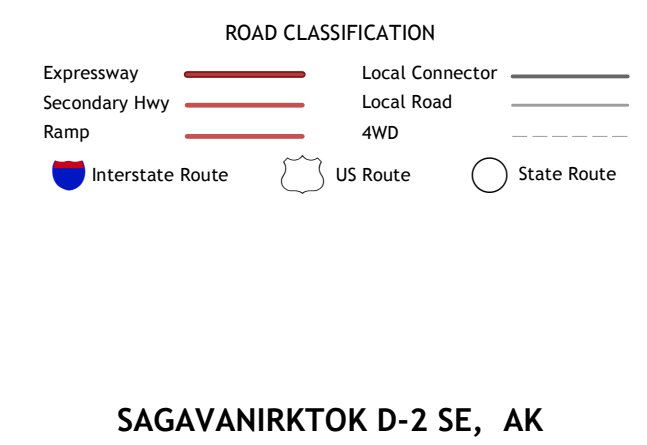 ROAD CLASSIFICATION
Expressway
Local Connector
Secondary Hwy
Local Road
Ramp
4WD
Interstate Route
US Route
State Route
SAGAVANIRKTOK D-2 SE, AK